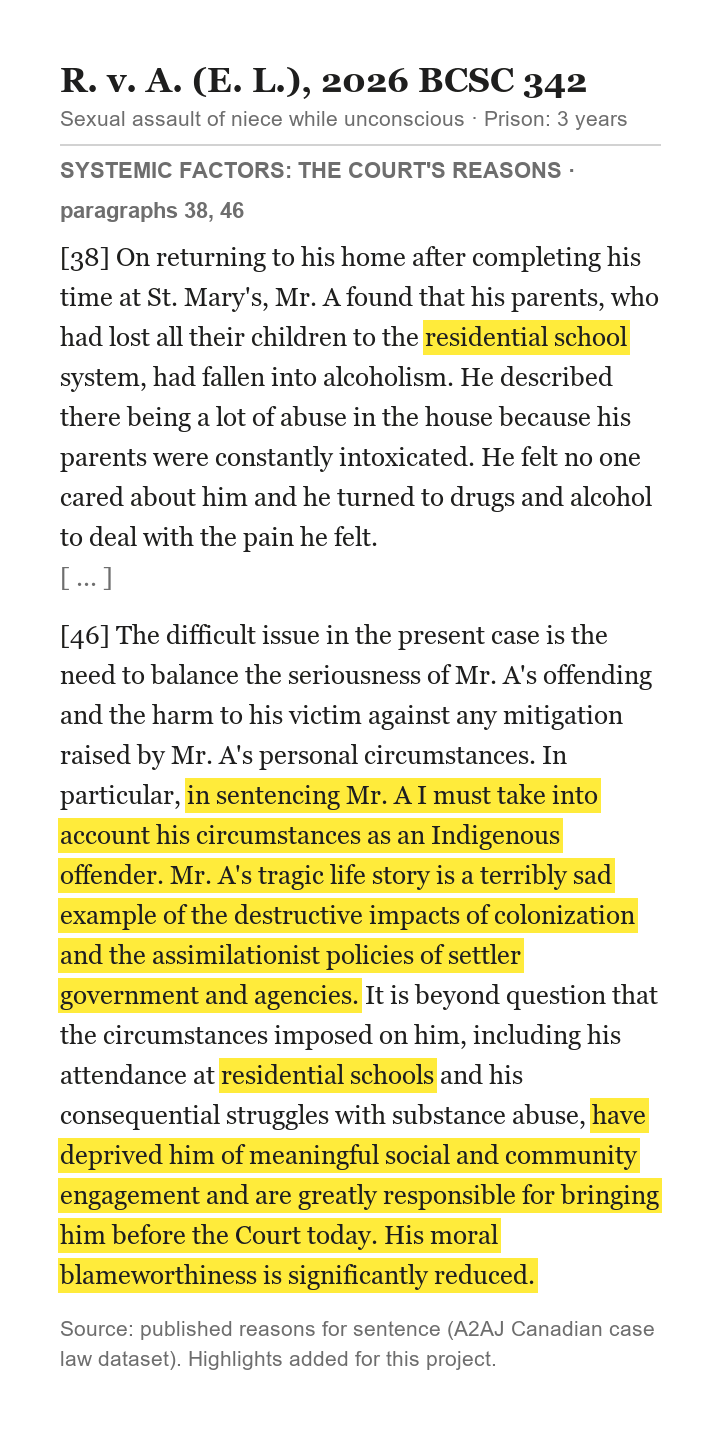 R. v. A. (E. L.), 2026 BCSC 342
Sexual assault of niece while unconscious · Prison: 3 years
SYSTEMIC FACTORS: THE COURT'S REASONS ·
paragraphs 38, 46
[38] On returning to his home after completing his
time at St. Mary's, Mr. A found that his parents, who
had lost all their children to the residential school
system, had fallen into alcoholism. He described
there being a lot of abuse in the house because his
parents were constantly intoxicated. He felt no one
cared about him and he turned to drugs and alcohol
to deal with the pain he felt.
[ ... ]
[46] The difficult issue in the present case is the
need to balance the seriousness of Mr. A's offending
and the harm to his victim against any mitigation
raised by Mr. A's personal circumstances. In
particular, in sentencing Mr. A I must take into
account his circumstances as an Indigenous
offender. Mr. A's tragic life story is a terribly sad
example of the destructive impacts of colonization
and the assimilationist policies of settler
government and agencies. It is beyond question that
the circumstances imposed on him, including his
attendance at residential schools and his
consequential struggles with substance abuse, have
deprived him of meaningful social and community
engagement and are greatly responsible for bringing
him before the Court today. His moral
blameworthiness is significantly reduced.
Source: published reasons for sentence (A2AJ Canadian case
law dataset). Highlights added for this project.